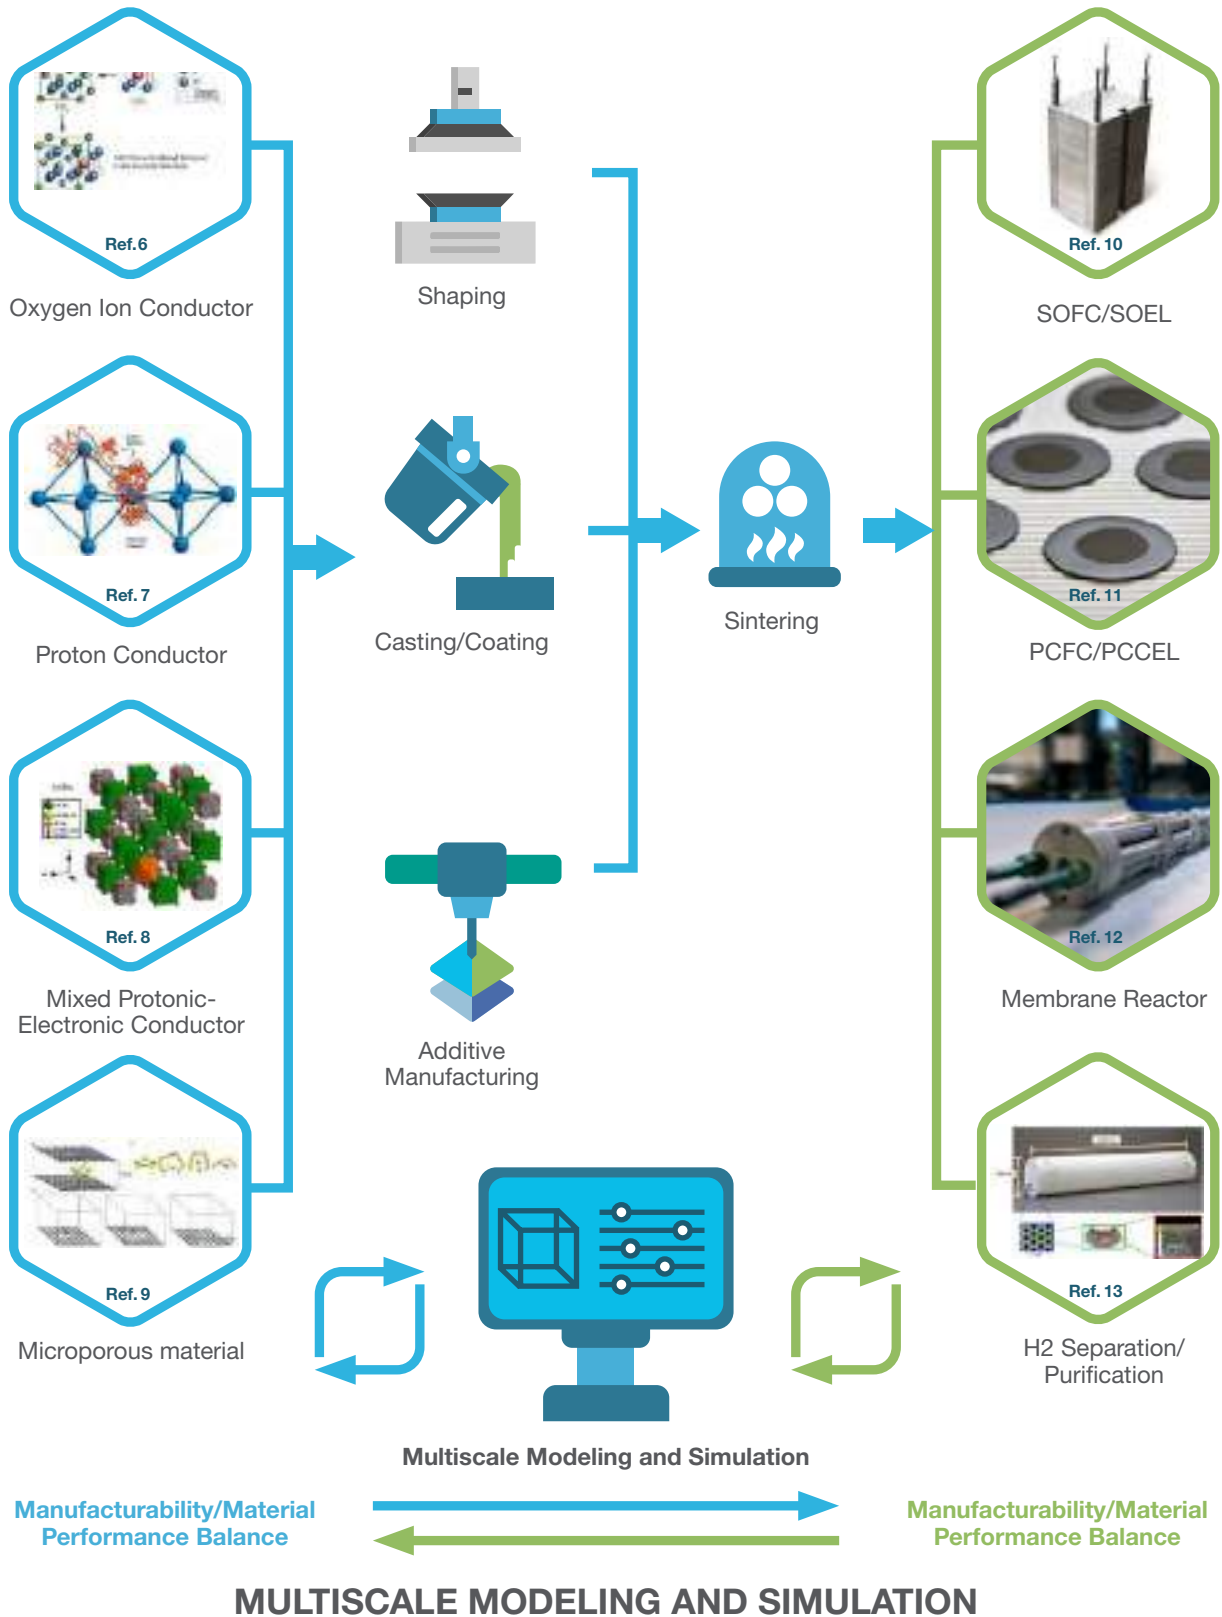 Ref.6
Oxygen Ion Conductor
Ref. 7
Proton Conductor
Ref. 8
Mixed Protonic-
Electronic Conductor
Ref. 9
Microporous material
Shaping
Casting/Coating
Additive
Manufacturing
Sintering
Ref. 10
SOFC/SOEL
Ref. 11
PCFC/PCCEL
Ref. 12
Membrane Reactor
Ref. 13
H2 Separation/
Purification
Multiscale Modeling and Simulation
Manufacturability/Material
Performance Balance
Manufacturability/Material
Performance Balance
MULTISCALE MODELING AND SIMULATION